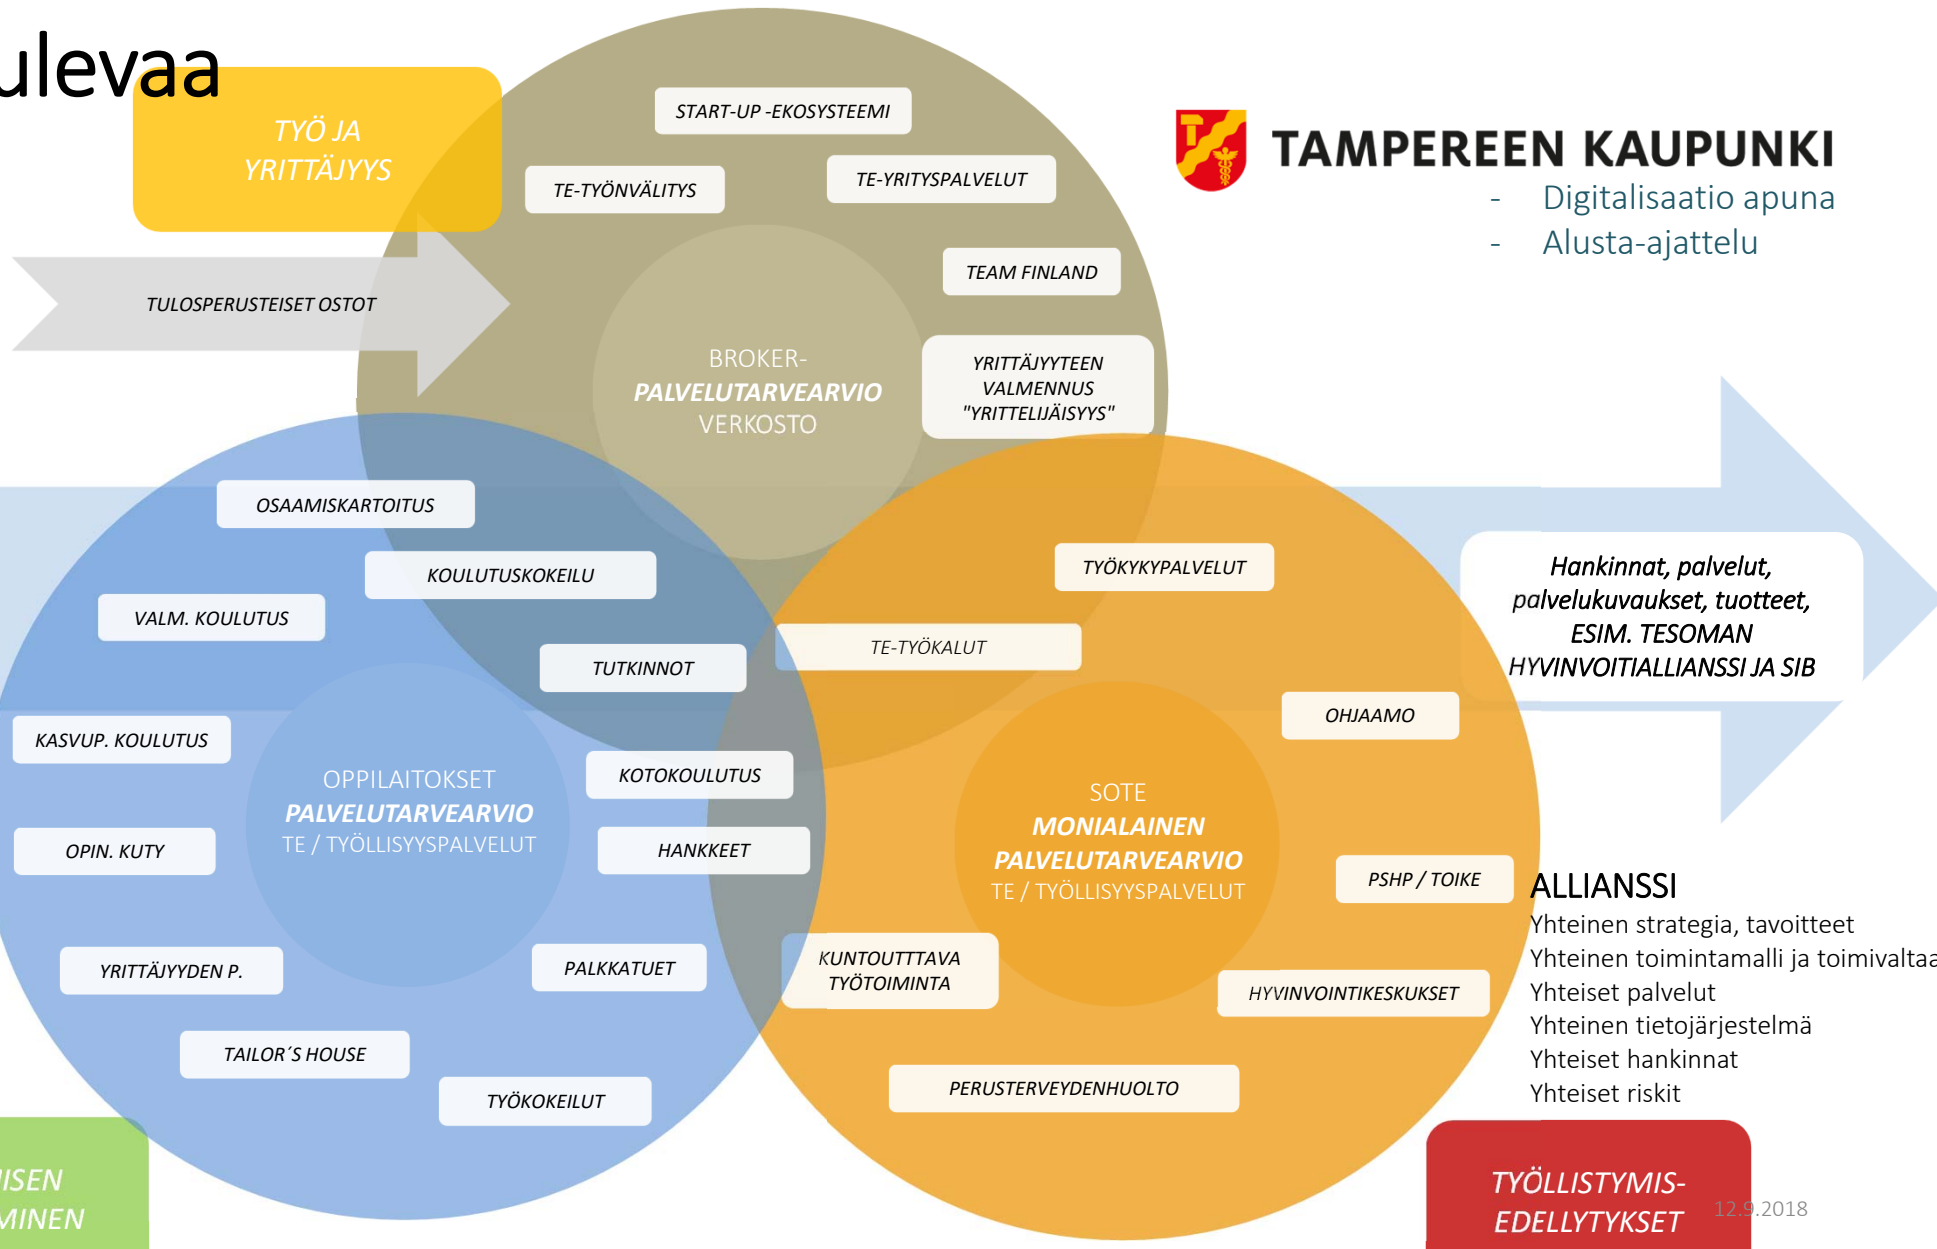 ulevaa
TYÖ JA
YRITTÄJYYS
START-UP -EKOSYSTEEMI
TE-TYÖNVÄLITYS
TE-YRITYSPALVELUT
TAMPEREEN KAUPUNKI
- Digitalisaatio apuna
- Alusta-ajattelu
TEAM FINLAND
TULOSPERUSTEISET OSTOT
BROKER-
PALVELUTARVEARVIO
VERKOSTO
YRITTÄJYYTEEN
VALMENNUS
"YRITTELIJÄISYYS"
OSAAMISKARTOITUS
KOULUTUSKOKEILU
VALM. KOULUTUS
TUTKINNOT
TYÖKYKYPALVELUT
TE-TYÖKALUT
Hankinnat, palvelut,
palvelukuvaukset, tuotteet,
ESIM. TESOMAN
HYVINVOITIALLIANSSI JA SIB
OHJAAMO
KASVUP. KOULUTUS
OPPILAITOKSET
PALVELUTARVEARVIO
TE / TYÖLLISYYSPALVELUT
KOTOKOULUTUS
SOTE
MONIALAINEN
PALVELUTARVEARVIO
TE / TYÖLLISYYSPALVELUT
OPIN. KUTY
HANKKEET
PSHP / TOIKE
ALLIANSSI
Yhteinen strategia, tavoitteet
Yhteinen toimintamalli ja toimivaltaa
Yhteiset palvelut
Yhteinen tietojärjestelmä
Yhteiset hankinnat
Yhteiset riskit
YRITTÄJYYDEN P.
PALKKATUET
KUNTOUTTTAVA
TYÖTOIMINTA
HYVINVOINTIKESKUKSET
TAILOR´S HOUSE
TYÖKOKEILUT
PERUSTERVEYDENHUOLTO
ISEN
MINEN
TYÖLLISTYMIS-
EDELLYTYKSET
12.9.2018